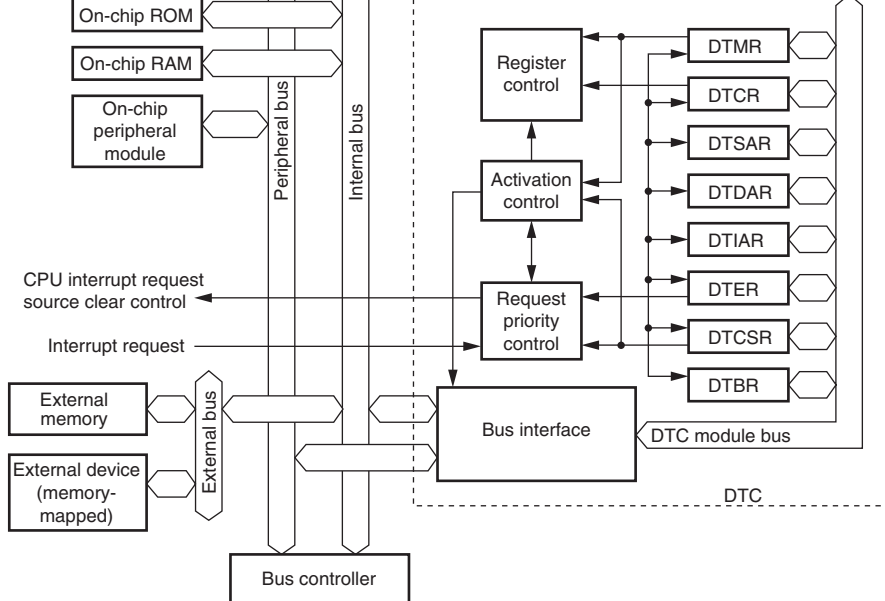 On-chip ROM
On-chip RAM
On-chip
peripheral
module
Peripheral bus
Internal bus
Register
control
Activation
control
Request
priority
control
DTMR
DTCR
DTSAR
DTDAR
DTIAR
DTER
DTCSR
DTBR
CPU interrupt request
source clear control
Interrupt request
External
memory
External device
(memory-
mapped)
External bus
Bus interface
DTC module bus
DTC
Bus controller